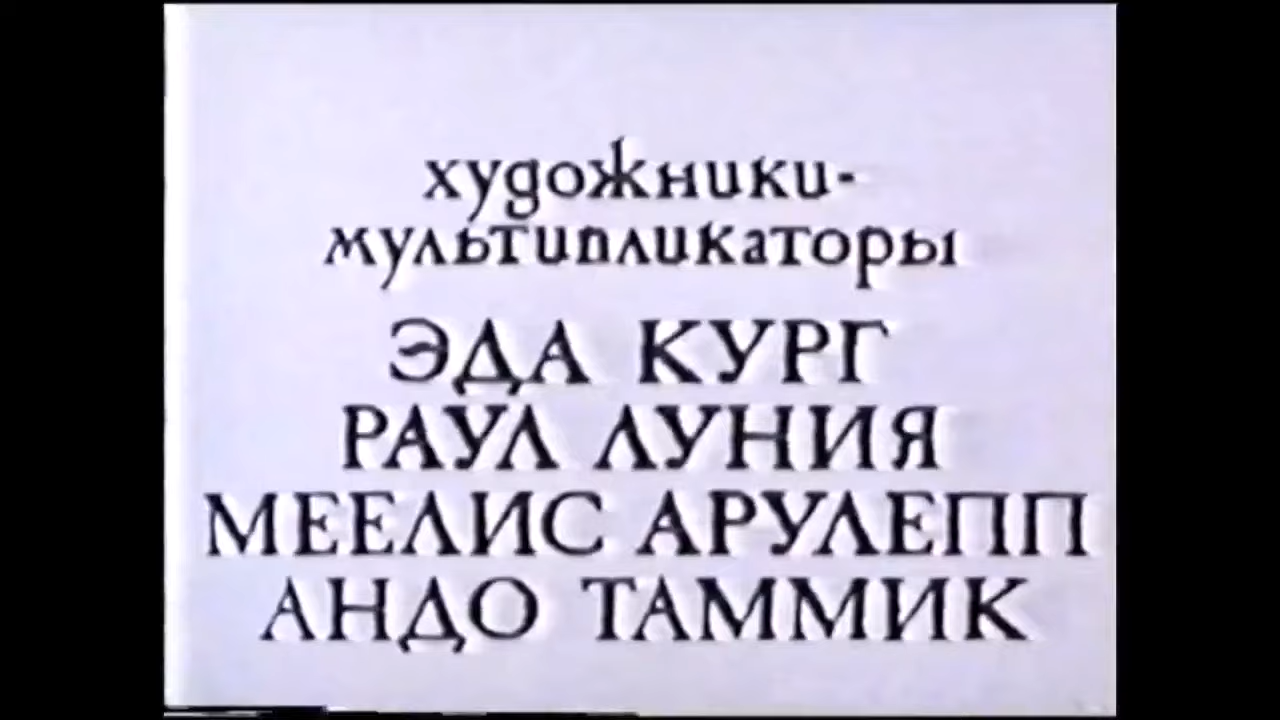 художники-
мультипликаторы
ЭДА КУРГ
РАУЛ ЛУНИЯ
МЕЕЛИС АРУЛЕПП
АНДО ТАММИК